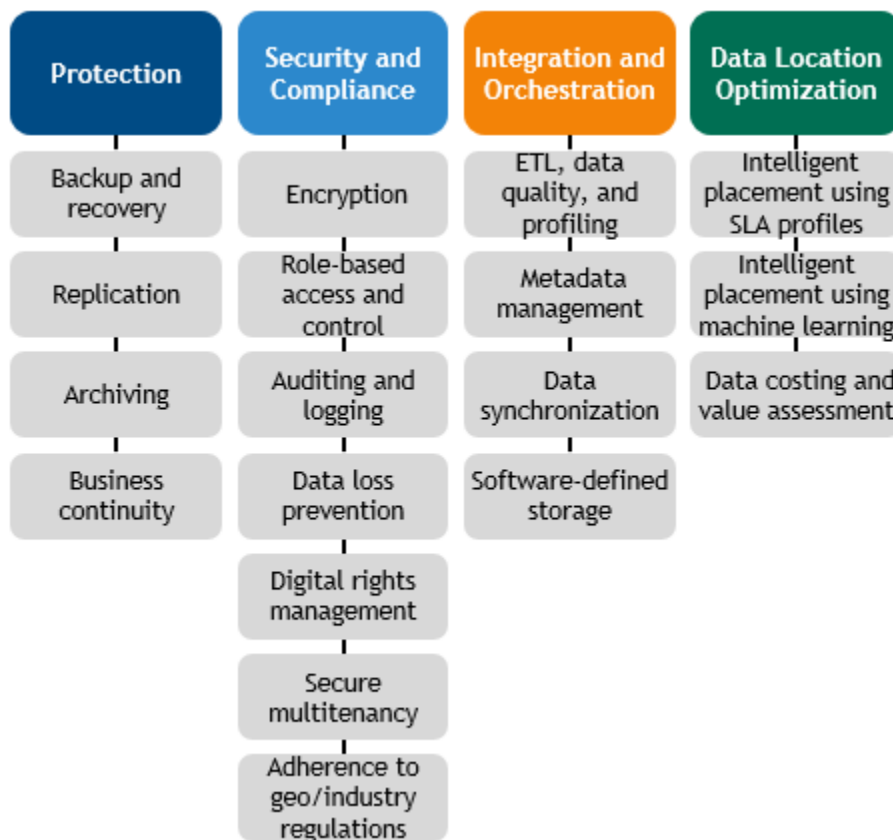 Protection
Backup and
recovery
Replication
Archiving
Business
continuity
Security and
Compliance
Encryption
Role-based
access and
control
Auditing and
logging
Data loss
prevention
Digital rights
management
Secure
multitenancy
Adherence to
geo/industry
regulations
Integration and
Orchestration
ETL, data
quality, and
profiling
Metadata
management
Data
synchronization
Software-defined
storage
Data Location
Optimization
Intelligent
placement using
SLA profiles
Intelligent
placement using
machine learning
Data costing and
value assessment